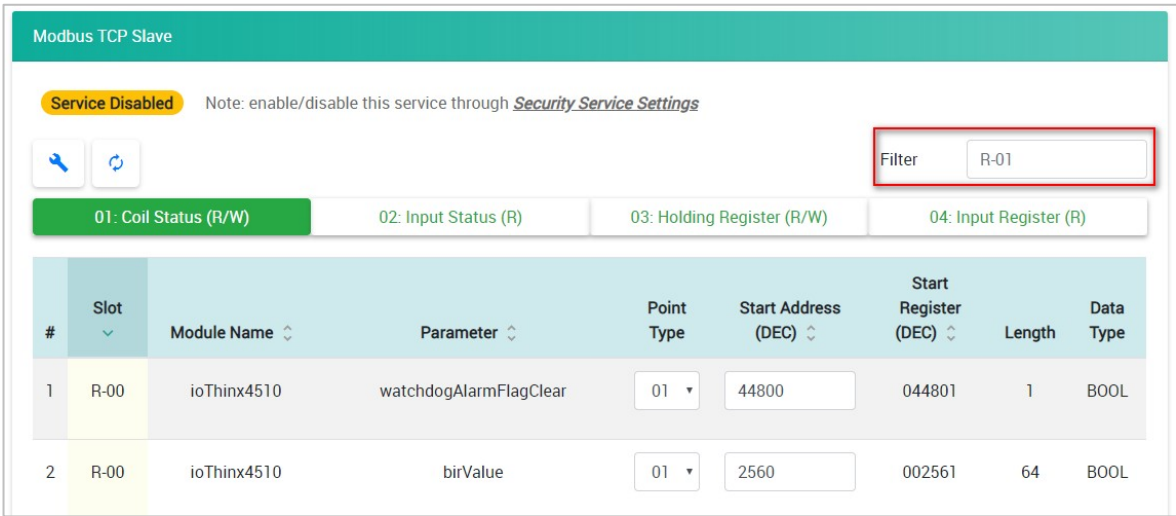 Modbus TCP Slave
Service Disabled Note: enable/disable this service through Security Service Settings
Filter R-01
01: Coil Status (R/W) 02: Input Status (R) 03: Holding Register (R/W) 04: Input Register (R)
# Slot Module Name Parameter Point Type Start Address (DEC) Start Register (DEC) Length Data Type
1 R-00 ioThinx4510 watchdogAlarmFlagClear 01 44800 044801 1 BOOL
2 R-00 ioThinx4510 birValue 01 2560 002561 64 BOOL